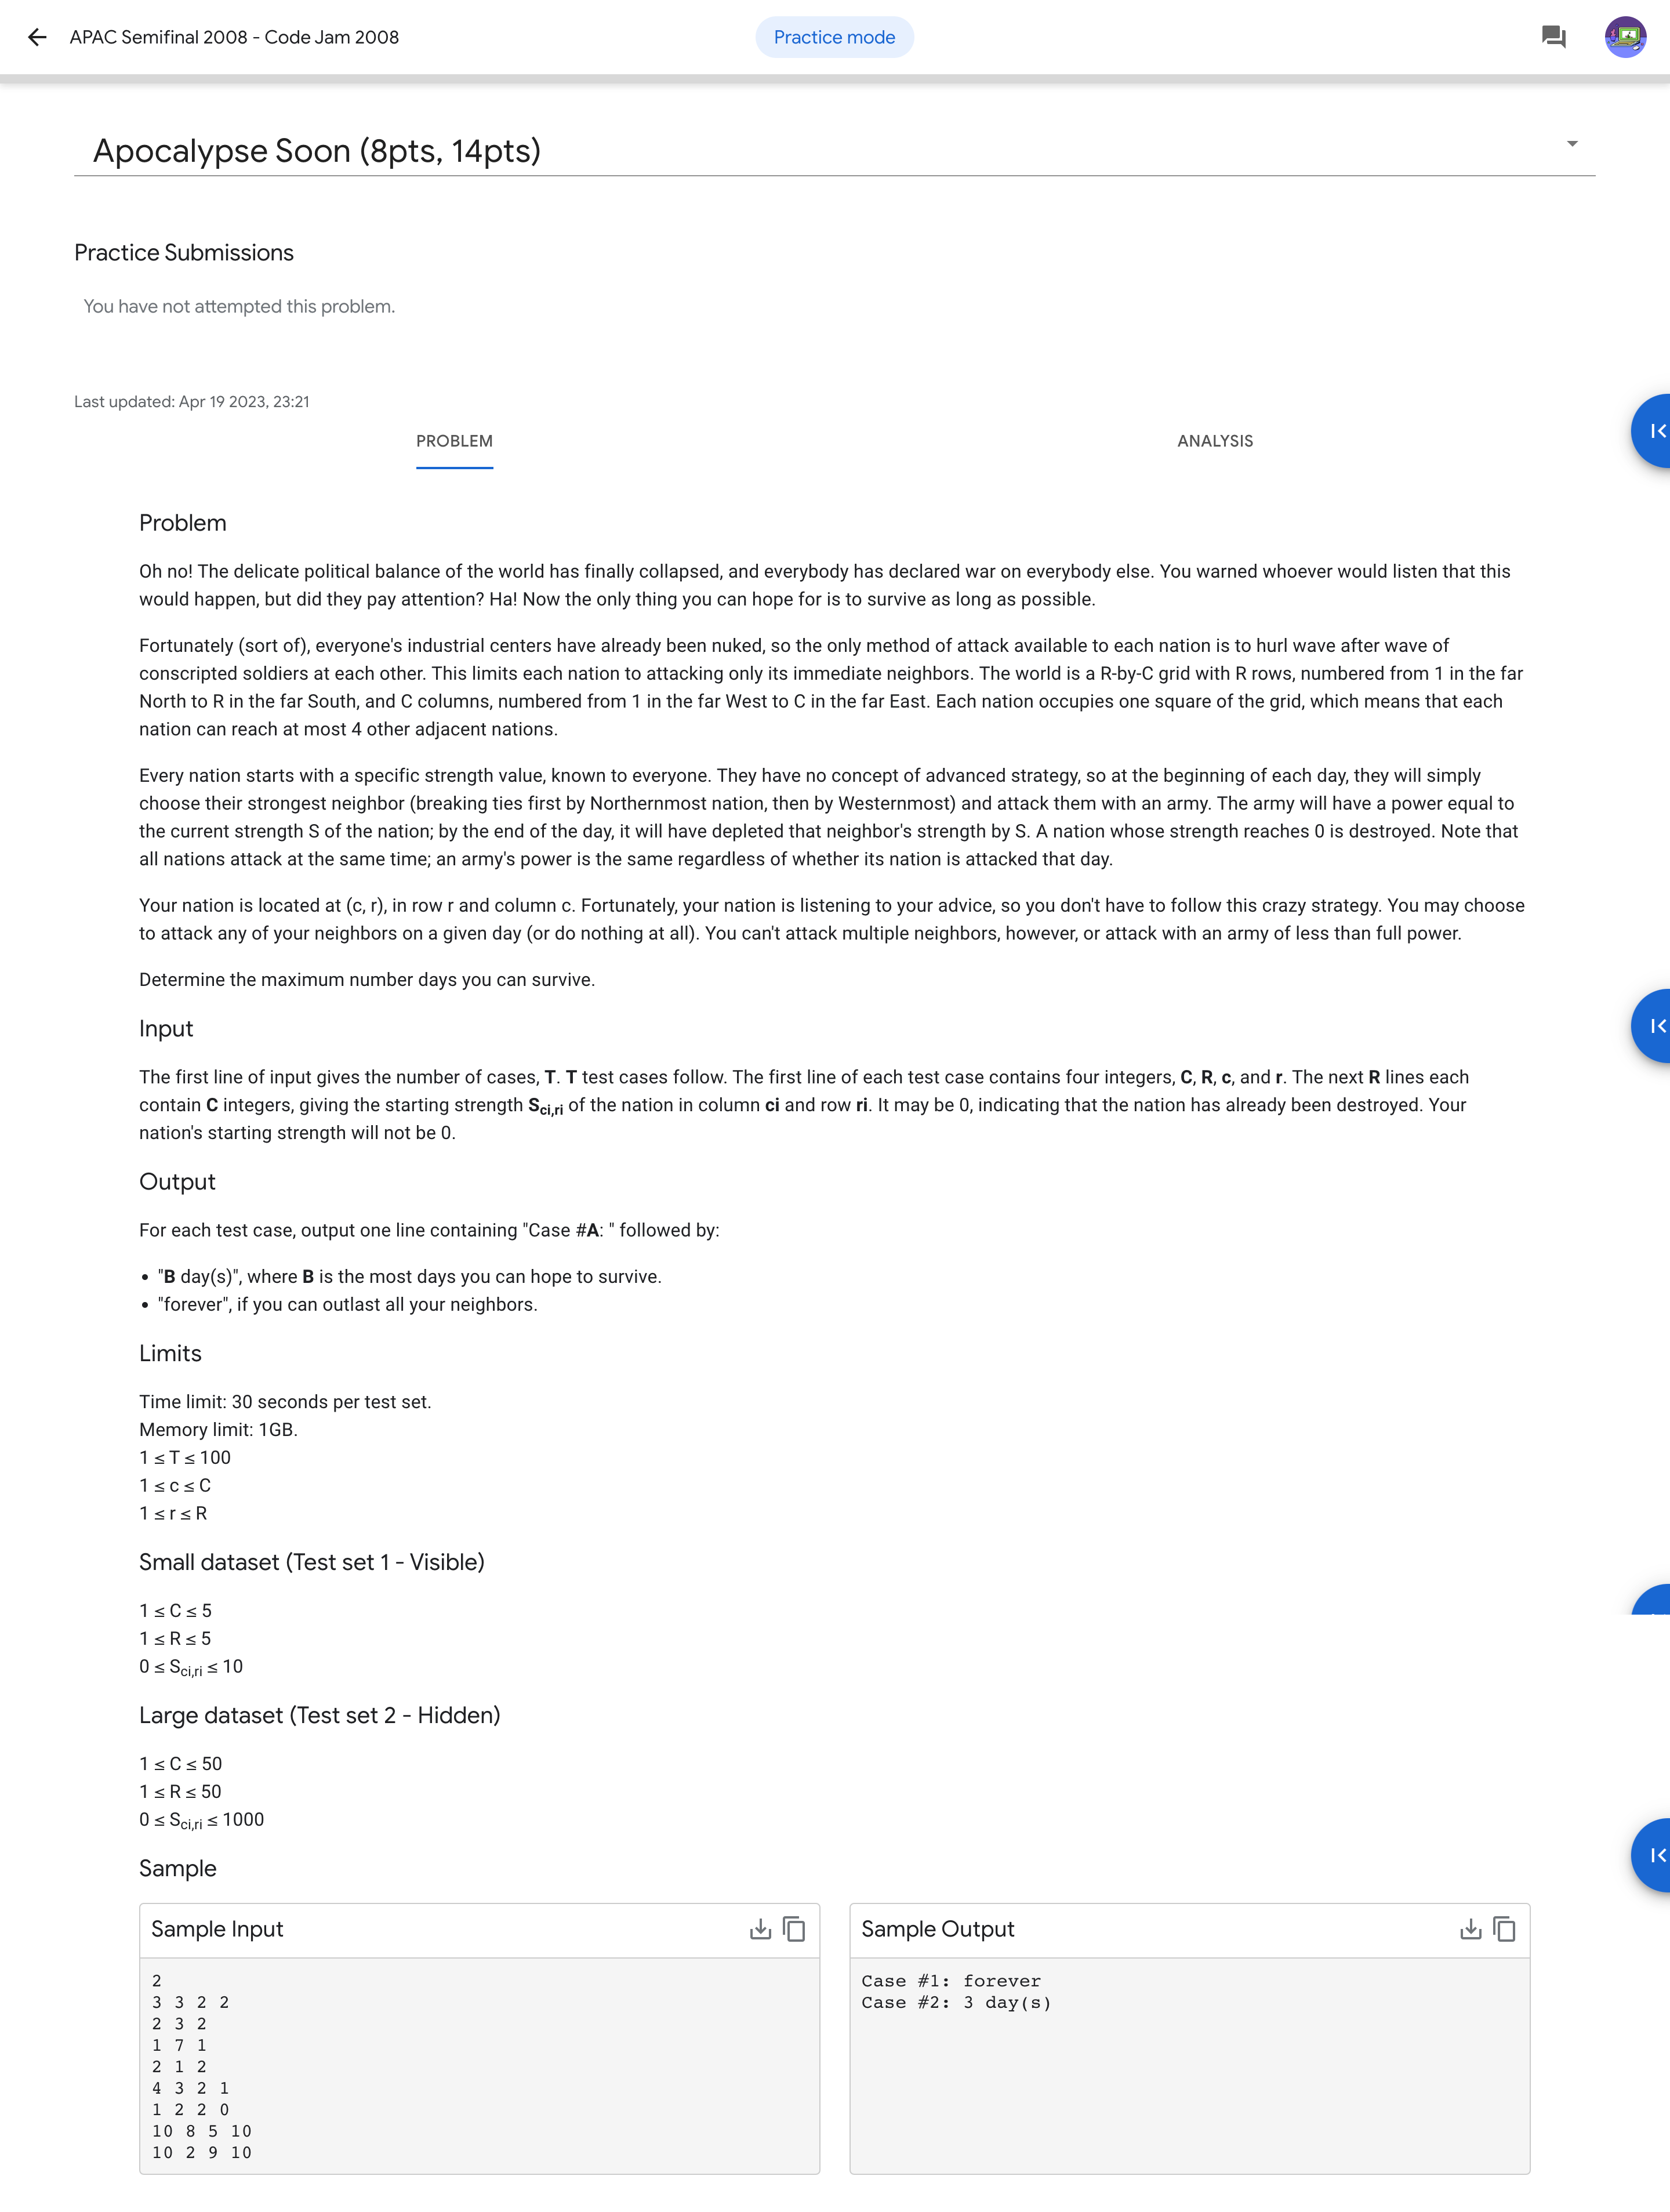 APAC Semifinal 2008 - Code Jam 2008
Practice mode
Apocalypse Soon (8pts, 14pts)
Practice Submissions
You have not attempted this problem.
Last updated: Apr 19 2023, 23:21
PROBLEM
ANALYSIS
Problem
Oh no! The delicate political balance of the world has finally collapsed, and everybody has declared war on everybody else. You warned whoever would listen that this
would happen, but did they pay attention? Ha! Now the only thing you can hope for is to survive as long as possible.
Fortunately (sort of), everyone's industrial centers have already been nuked, so the only method of attack available to each nation is to hurl wave after wave of
conscripted soldiers at each other. This limits each nation to attacking only its immediate neighbors. The world is a R-by-C grid with R rows, numbered from 1 in the far
North to R in the far South, and C columns, numbered from 1 in the far West to C in the far East. Each nation occupies one square of the grid, which means that each
nation can reach at most 4 other adjacent nations.
Every nation starts with a specific strength value, known to everyone. They have no concept of advanced strategy, so at the beginning of each day, they will simply
choose their strongest neighbor (breaking ties first by Northernmost nation, then by Westernmost) and attack them with an army. The army will have a power equal to
the current strength S of the nation; by the end of the day, it will have depleted that neighbor's strength by S. A nation whose strength reaches 0 is destroyed. Note that
all nations attack at the same time; an army's power is the same regardless of whether its nation is attacked that day.
Your nation is located at (c, r), in row r and column c. Fortunately, your nation is listening to your advice, so you don't have to follow this crazy strategy. You may choose
to attack any of your neighbors on a given day (or do nothing at all). You can't attack multiple neighbors, however, or attack with an army of less than full power.
Determine the maximum number days you can survive.
Input
The first line of input gives the number of cases, T. T test cases follow. The first line of each test case contains four integers, C, R, c, and r. The next R lines each
contain C integers, giving the starting strength Sci,ri of the nation in column ci and row ri. It may be 0, indicating that the nation has already been destroyed. Your
nation's starting strength will not be 0.
Output
For each test case, output one line containing "Case #A: " followed by:
• "B day(s)", where B is the most days you can hope to survive.
• "forever", if you can outlast all your neighbors.
Limits
Time limit: 30 seconds per test set.
Memory limit: 1GB.
1 ≤ T ≤ 100
1 ≤ c ≤ C
1 ≤ r ≤ R
Small dataset (Test set 1 - Visible)
1 ≤ C ≤ 5
1 ≤ R ≤ 5
0 ≤ Sci,ri ≤ 10
Large dataset (Test set 2 - Hidden)
1 ≤ C ≤ 50
1 ≤ R ≤ 50
0 ≤ Sci,ri ≤ 1000
Sample
Sample Input
2
3 3 2 2
2 3 2
1 7 1
2 1 2
4 3 2 1
1 2 2 0
10 8 5 10
10 2 9 10
Sample Output
Case #1: forever
Case #2: 3 day(s)